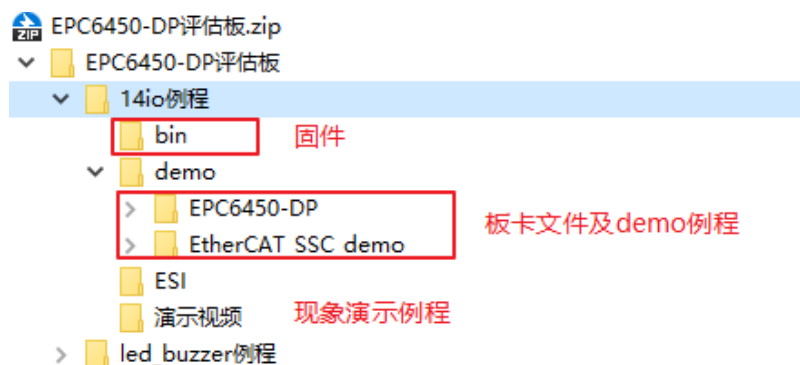 ZIP EPC6450-DP评估板.zip
EPC6450-DP评估板
14io例程
bin 固件
demo
EPC6450-DP
板卡文件及demo例程
EtherCAT_SSC_demo
ESI
演示视频 现象演示例程
led_buzzer例程